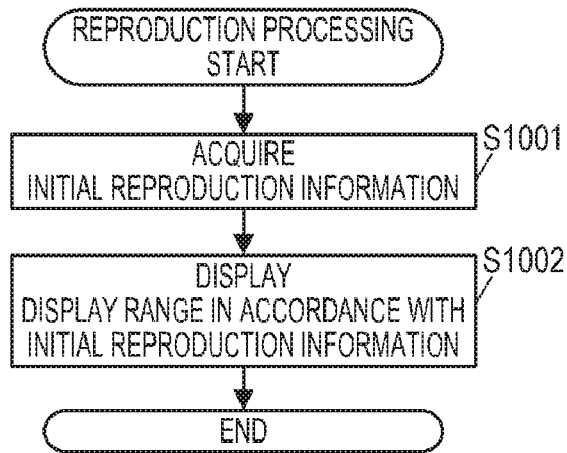 REPRODUCTION PROCESSING
START
S1001
ACQUIRE
INITIAL REPRODUCTION INFORMATION
S1002
DISPLAY
DISPLAY RANGE IN ACCORDANCE WITH
INITIAL REPRODUCTION INFORMATION
END